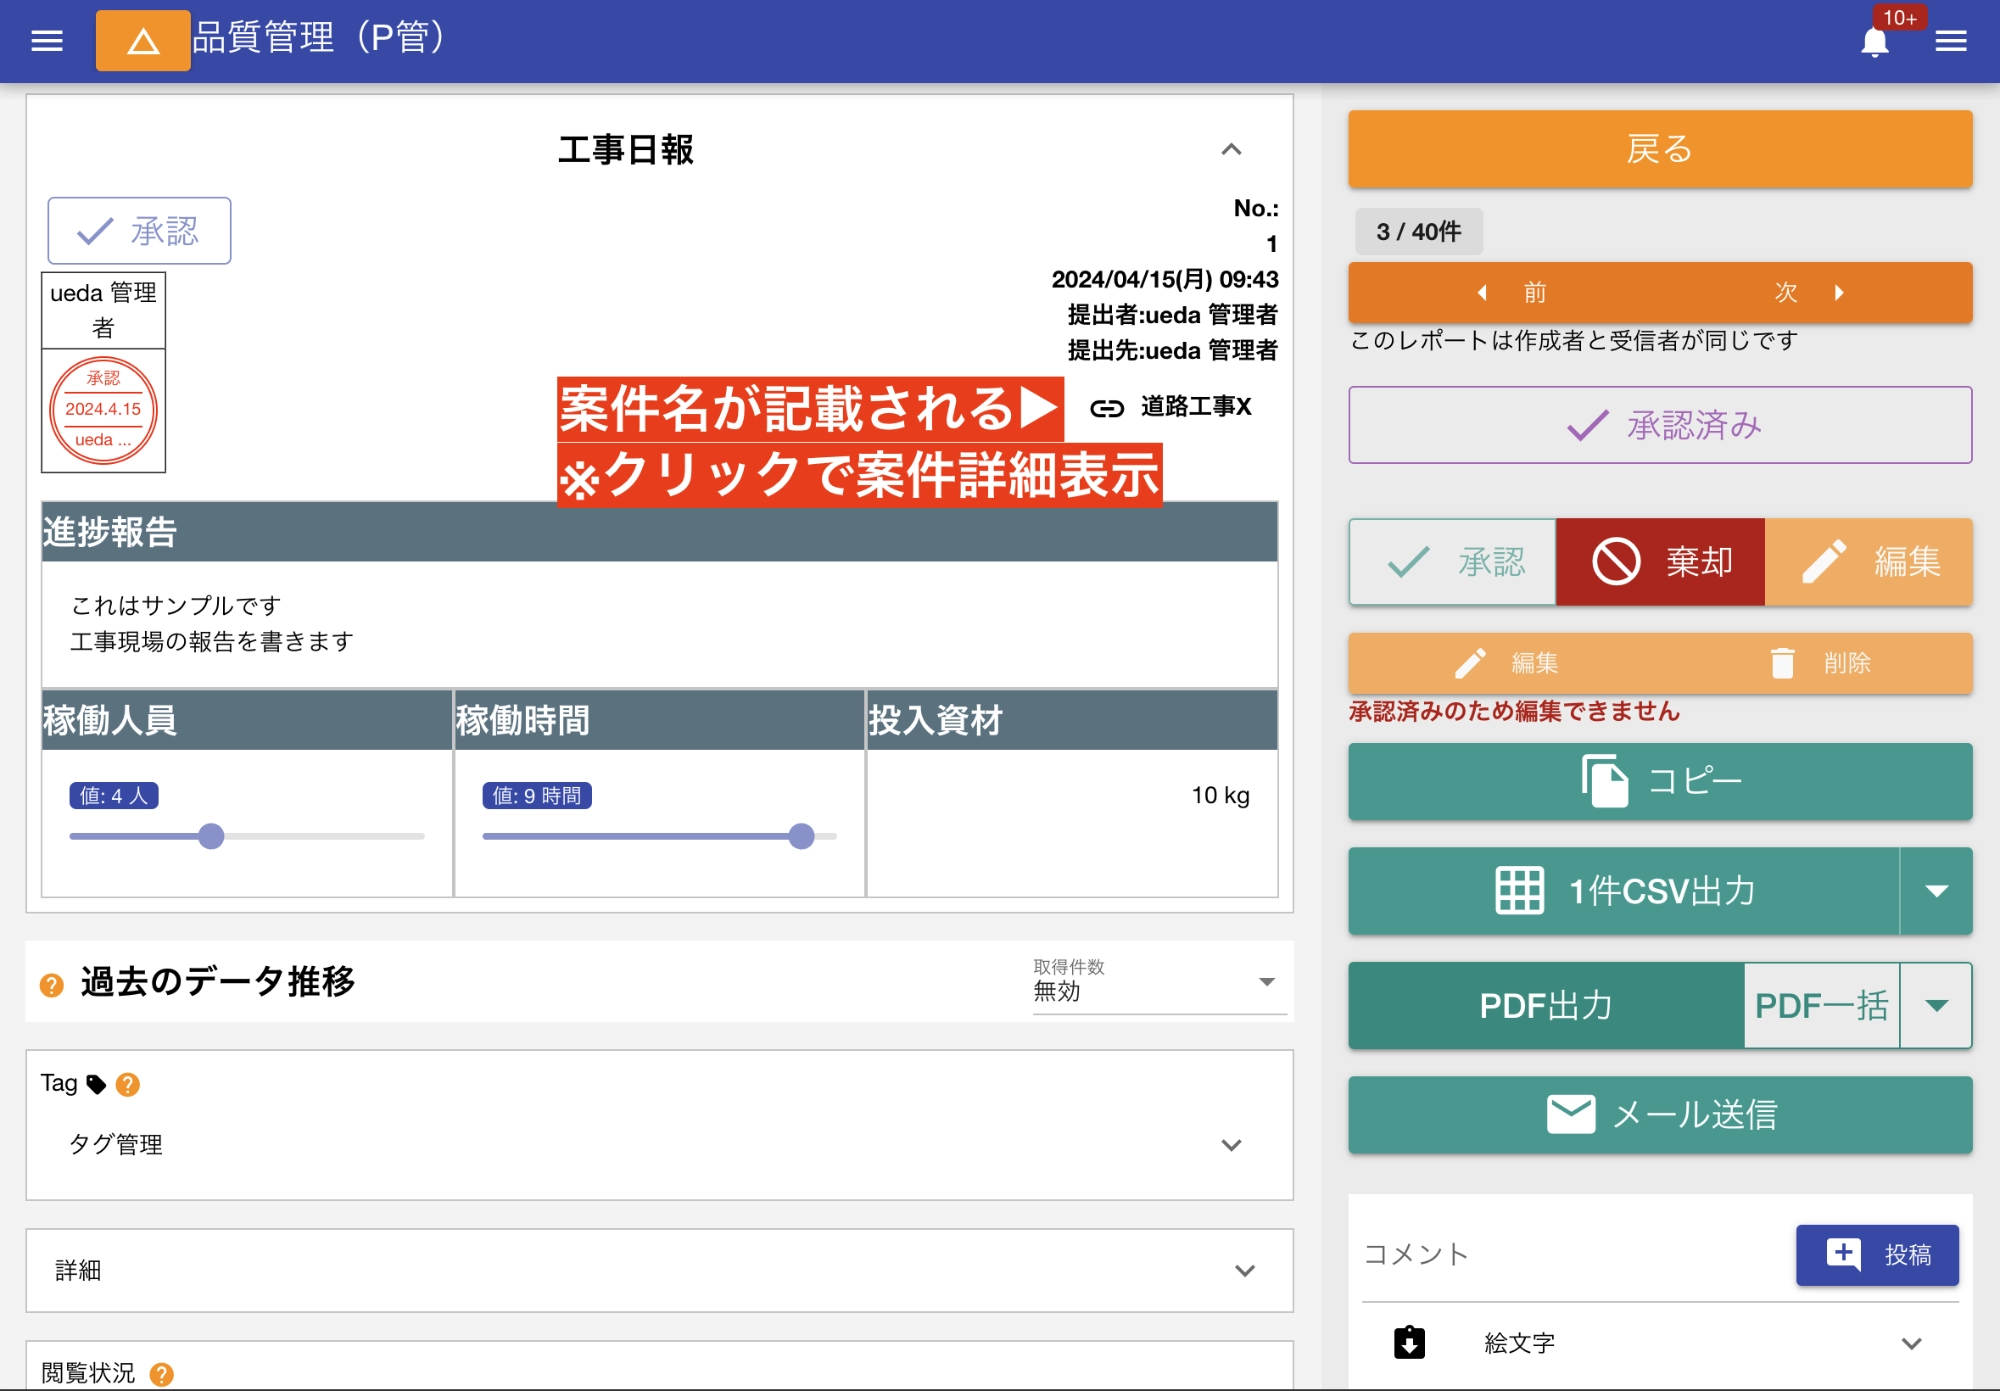 品質管理（P管）
10+
工事日報
承認
No.:
1
2024/04/15(月) 09:43
提出者:ueda 管理者
提出先:ueda 管理者
ueda 管理
者
承認
2024.4.15
ueda ...
案件名が記載される▶
道路工事X
※クリックで案件詳細表示
進捗報告
これはサンプルです
工事現場の報告を書きます
稼働人員
稼働時間
投入資材
値: 4 人
値: 9 時間
10 kg
過去のデータ推移
取得件数
無効
Tag
タグ管理
詳細
閲覧状況
戻る
3 / 40件
前
次
このレポートは作成者と受信者が同じです
承認済み
承認
棄却
編集
編集
削除
承認済みのため編集できません
コピー
1件CSV出力
PDF出力
PDF一括
メール送信
コメント
投稿
絵文字